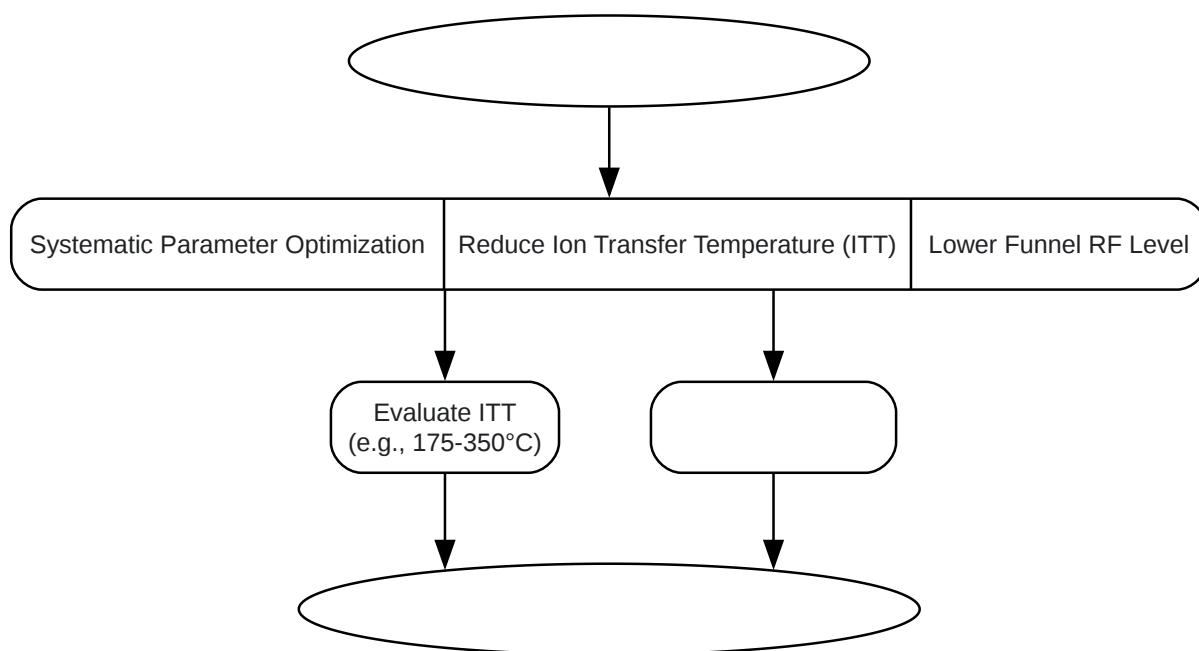 Systematic Parameter Optimization
Reduce Ion Transfer Temperature (ITT)
Lower Funnel RF Level
Evaluate ITT
(e.g., 175-350°C)